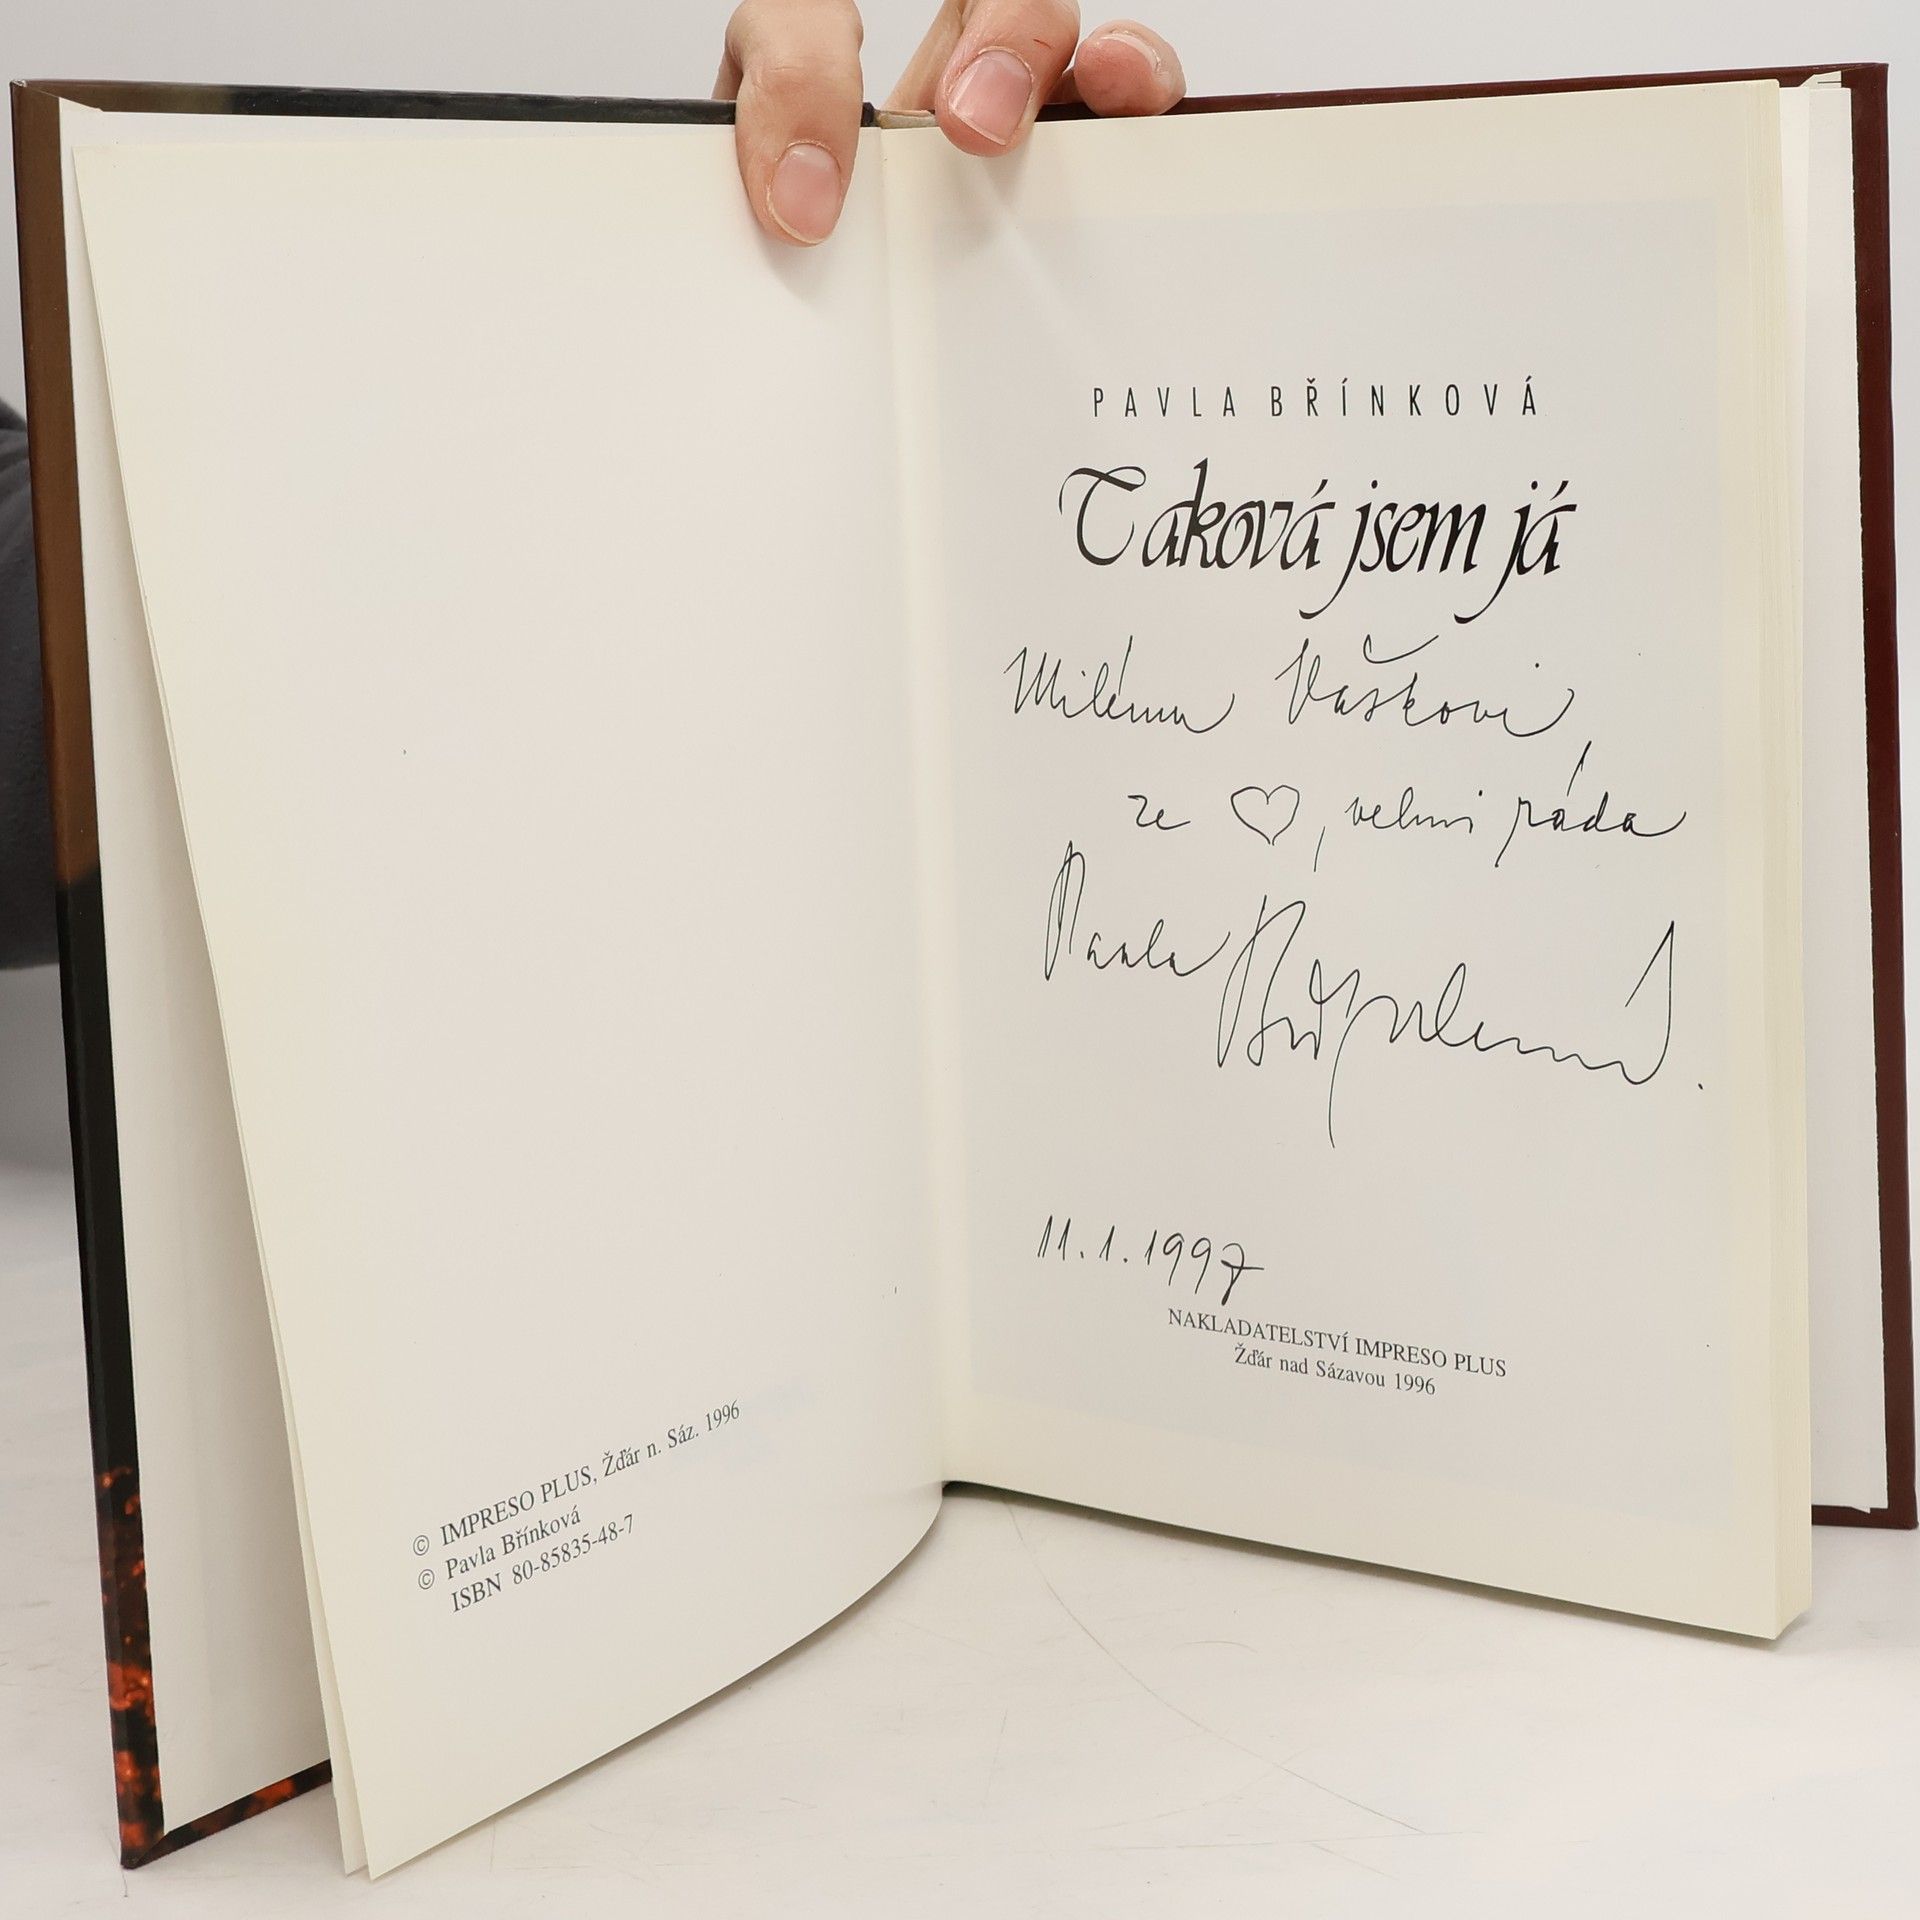 © IMPRESO PLUS, Žďár n. Sáz. 1996
© Pavla Břínková
ISBN 80-85835-48-7
PAVLA BŘÍNKOVÁ
Taková jsem já
Milému Vaškovi
ze ♡, velmi ráda
Pavla Břínková.
11.1.1997
NAKLADATELSTVÍ IMPRESO PLUS
Žďár nad Sázavou 1996